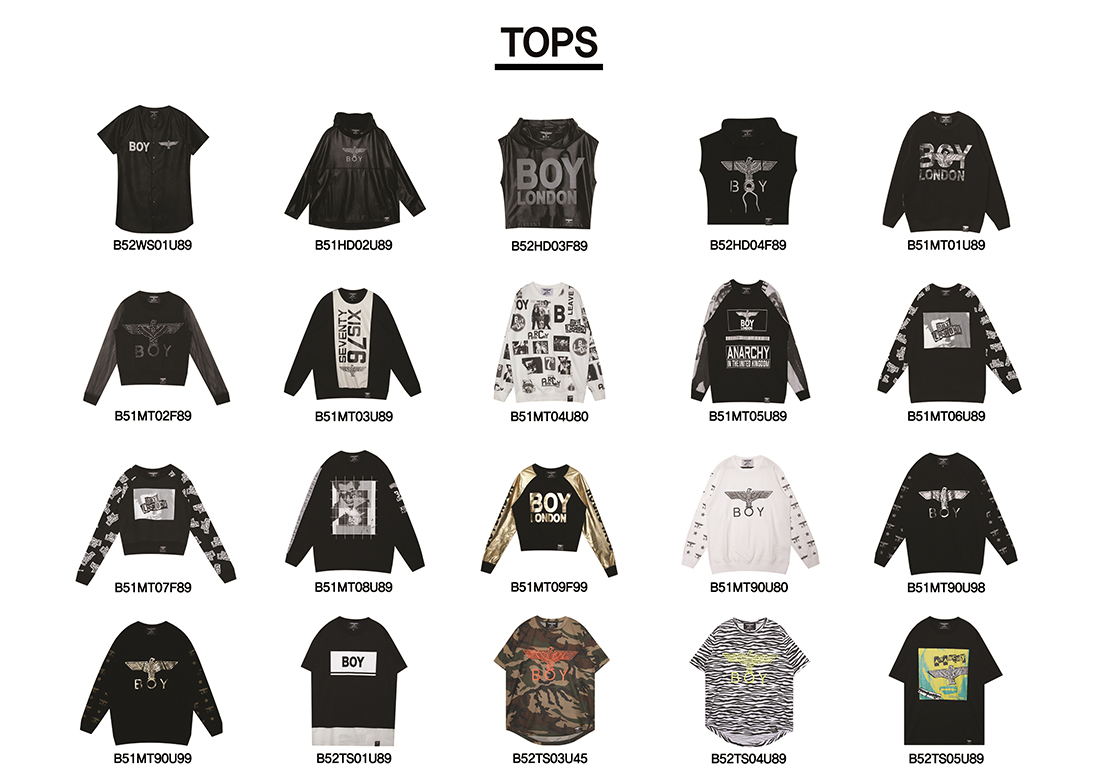 TOPS
BOY
BOY
BOY
LONDON
BOY
BOY
LONDON
B52WS01U89
B51HD02U89
B52HD03F89
B52HD04F89
B51MT01U89
BOY
SEVENTY
XIS76
B
LEAVE
BOY
LONDON
ANARCHY
IN THE UNITED KINGDOM
B51MT02F89
B51MT03U89
B51MT04U80
B51MT05U89
B51MT06U89
BOY
LONDON
BOY
BOY
B51MT07F89
B51MT08U89
B51MT09F99
B51MT90U80
B51MT90U98
BOY
BOY
BOY
BOY
B51MT90U99
B52TS01U89
B52TS03U45
B52TS04U89
B52TS05U89